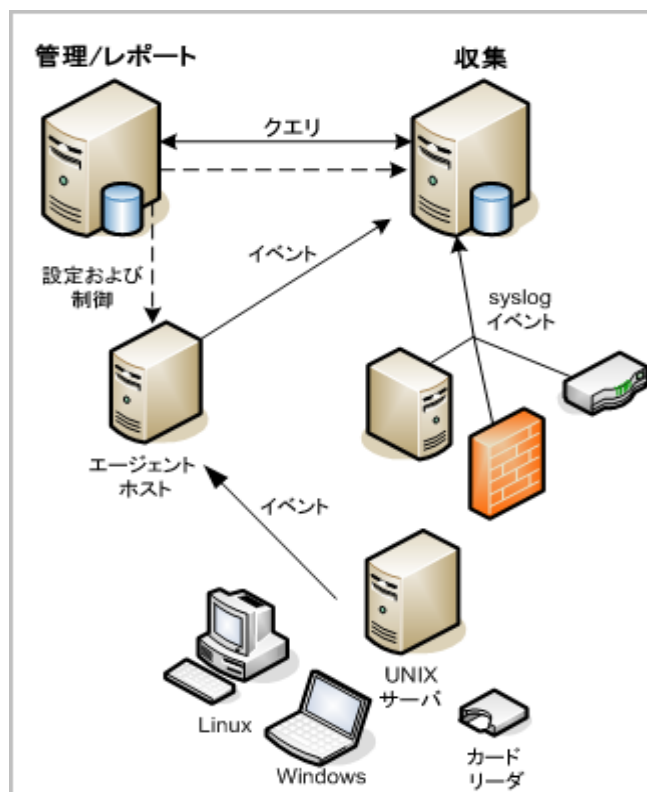 管理/レポート
収集
クエリ
イベント
設定および
制御
syslog
イベント
エージェント
ホスト
イベント
UNIX
サーバ
Linux
Windows
カード
リーダ